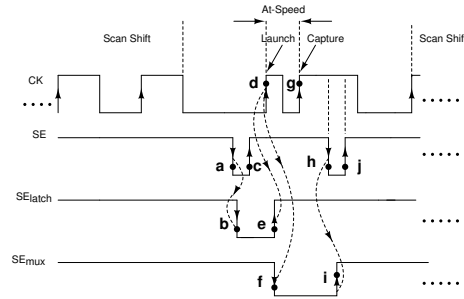 At-Speed
Scan Shift
Launch
Capture
Scan Shif
CK
d
g
SE
a
c
h
j
SElatch
b
e
SEmux
f
i